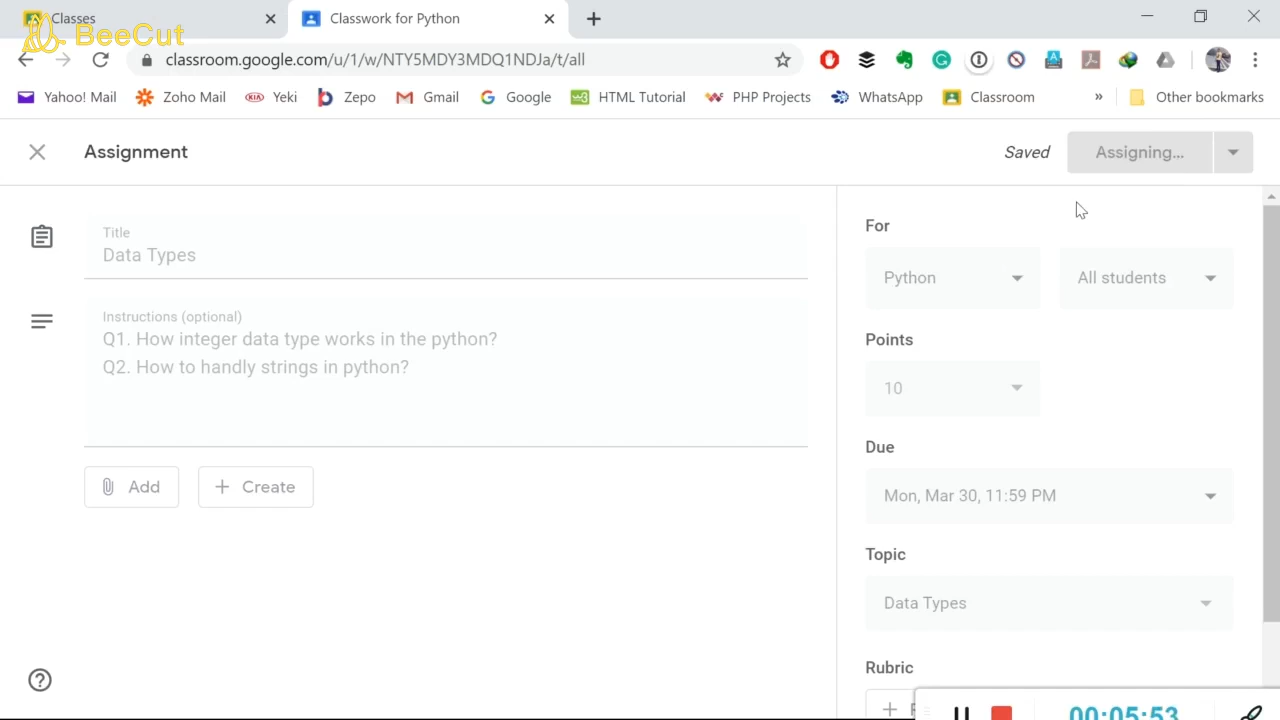 Classes
Classwork for Python
BeeCut
classroom.google.com/u/1/w/NTY5MDY3MDQ1NDJa/t/all
Yahoo! Mail
Zoho Mail
Yeki
Zepo
Gmail
Google
HTML Tutorial
PHP Projects
WhatsApp
Classroom
»
Other bookmarks
Assignment
Saved
Assigning...
Title
Data Types
Instructions (optional)
Q1. How integer data type works in the python?
Q2. How to handly strings in python?
Add
Create
For
Python
All students
Points
10
Due
Mon, Mar 30, 11:59 PM
Topic
Data Types
Rubric
00:05:53